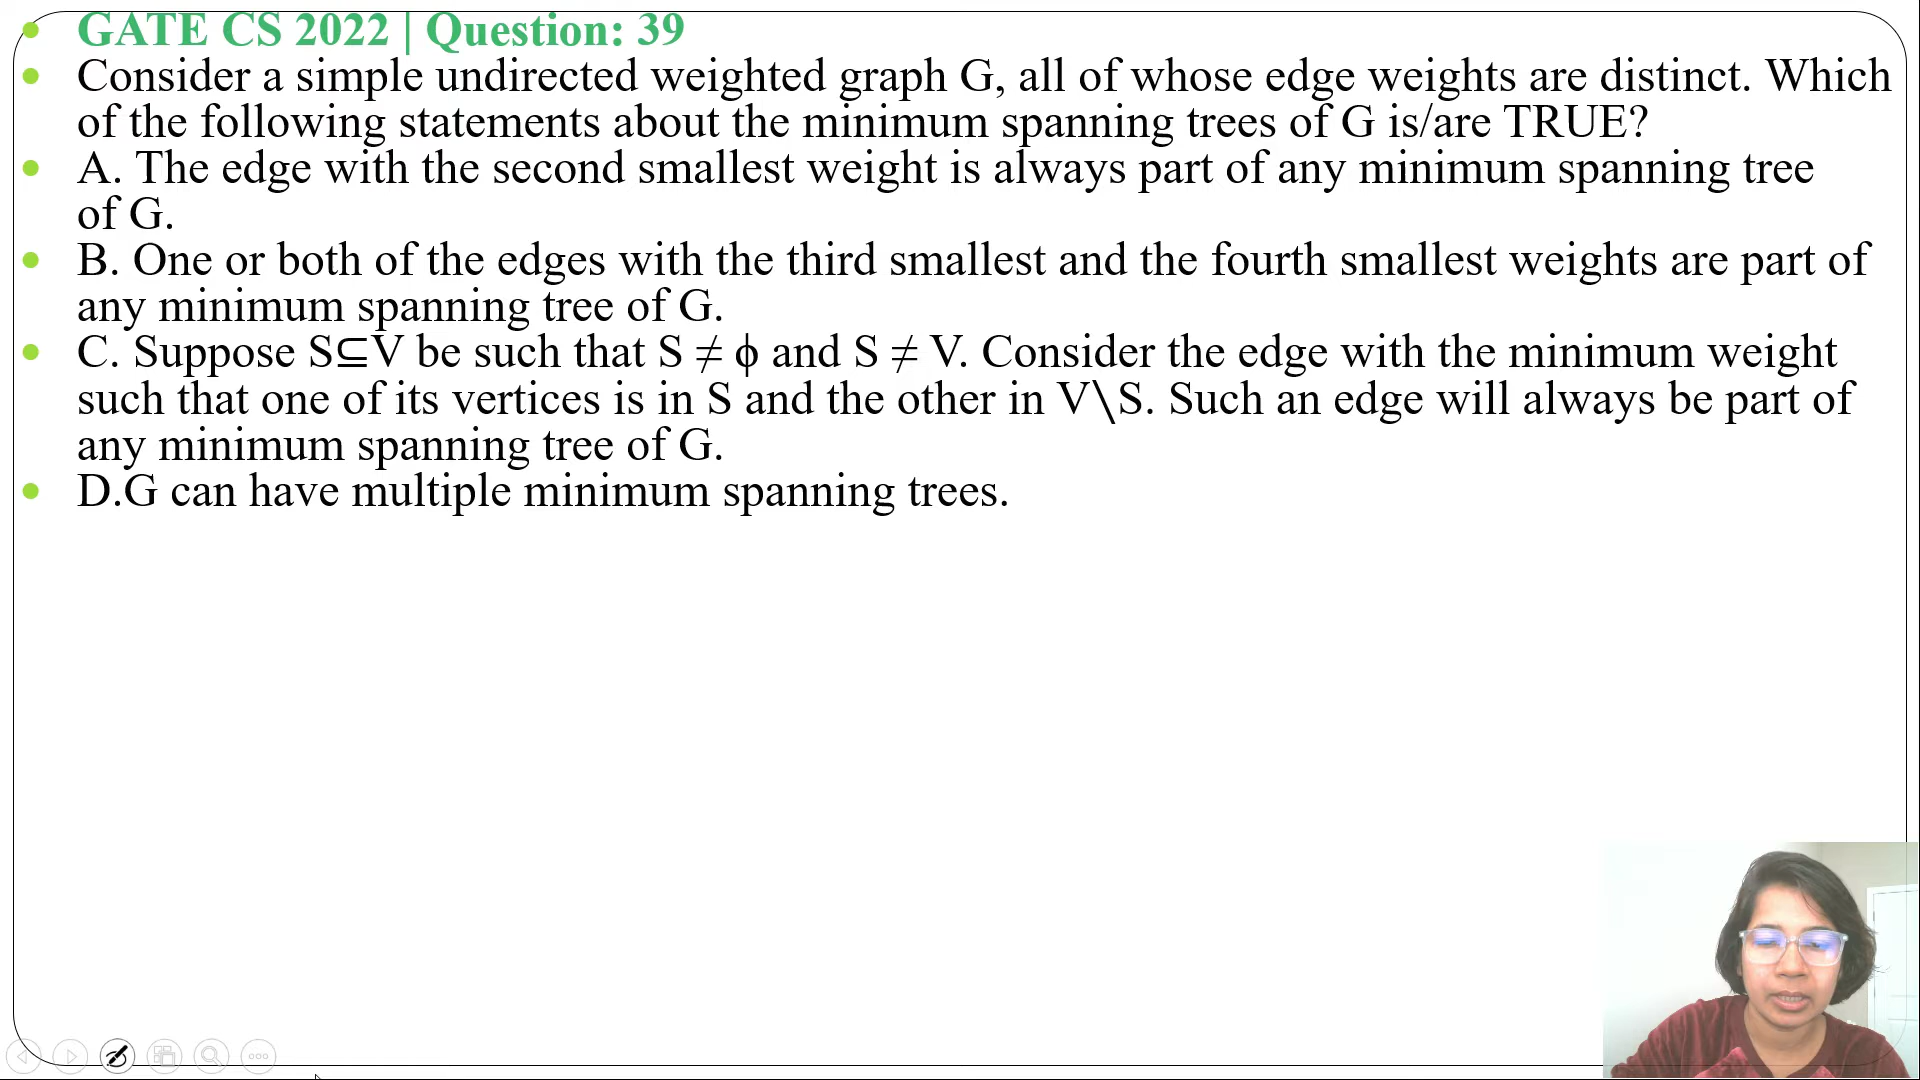 GATE CS 2022 | Question: 39
Consider a simple undirected weighted graph G, all of whose edge weights are distinct. Which
of the following statements about the minimum spanning trees of G is/are TRUE?
A. The edge with the second smallest weight is always part of any minimum spanning tree
of G.
B. One or both of the edges with the third smallest and the fourth smallest weights are part of
any minimum spanning tree of G.
C. Suppose S⊆V be such that S ≠ ϕ and S ≠ V. Consider the edge with the minimum weight
such that one of its vertices is in S and the other in V∖S. Such an edge will always be part of
any minimum spanning tree of G.
D.G can have multiple minimum spanning trees.